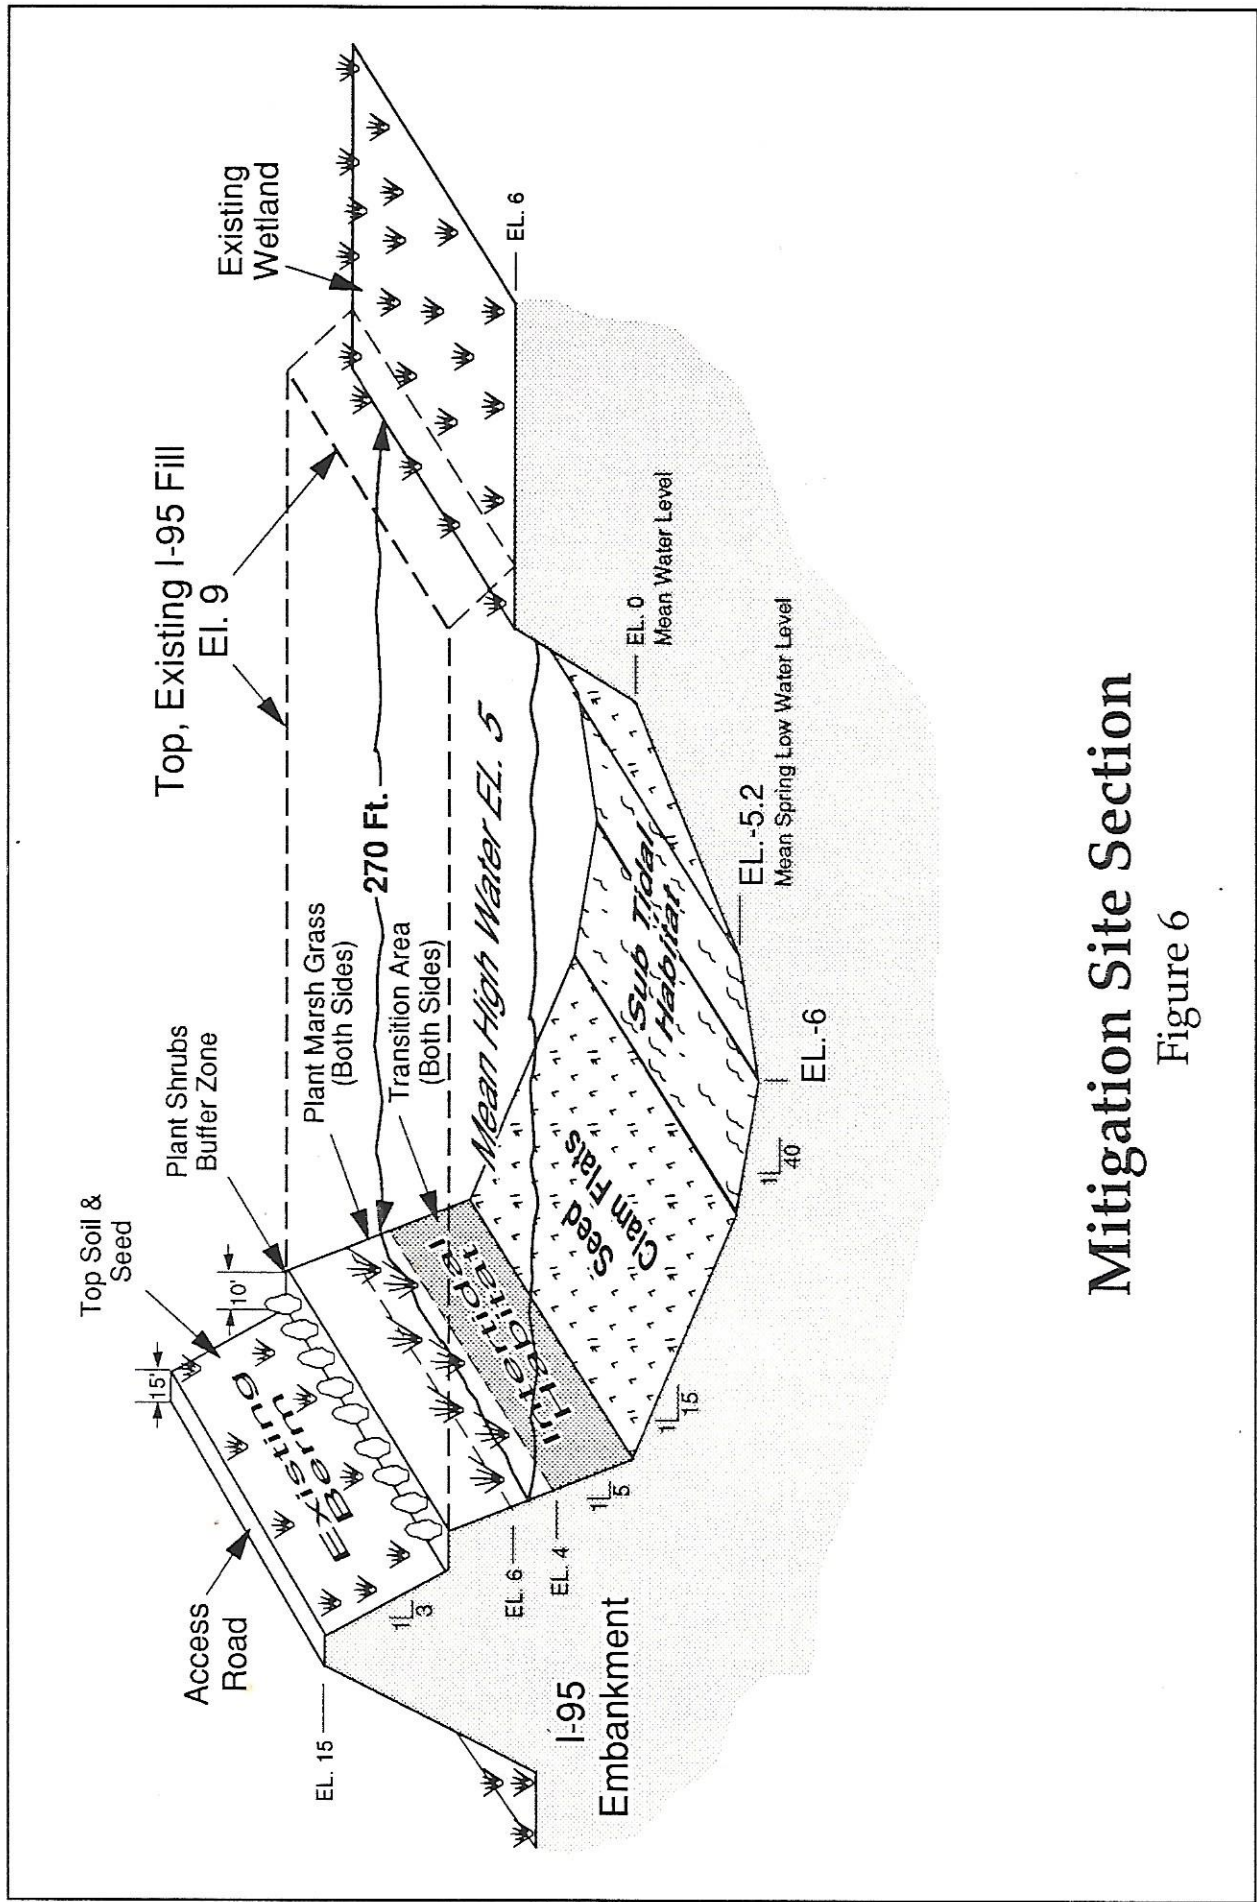 Top, Existing I-95 Fill
El. 9
Existing
Wetland
Plant Shrubs
Buffer Zone
Top Soil &
Seed
Access
Road
15'
10'
Plant Marsh Grass
(Both Sides)
Transition Area
(Both Sides)
270 Ft.
Existing
Berm
Mean High Water EL. 5
EL. 15
EL. 6
Intertidal
Habitat
1
3
EL. 6
EL. 4
1
5
Seed
Clam Flats
Sub Tidal
Habitat
EL. 0
Mean Water Level
I-95
Embankment
1
15
EL.-5.2
Mean Spring Low Water Level
1
40
EL.-6
Mitigation Site Section
Figure 6